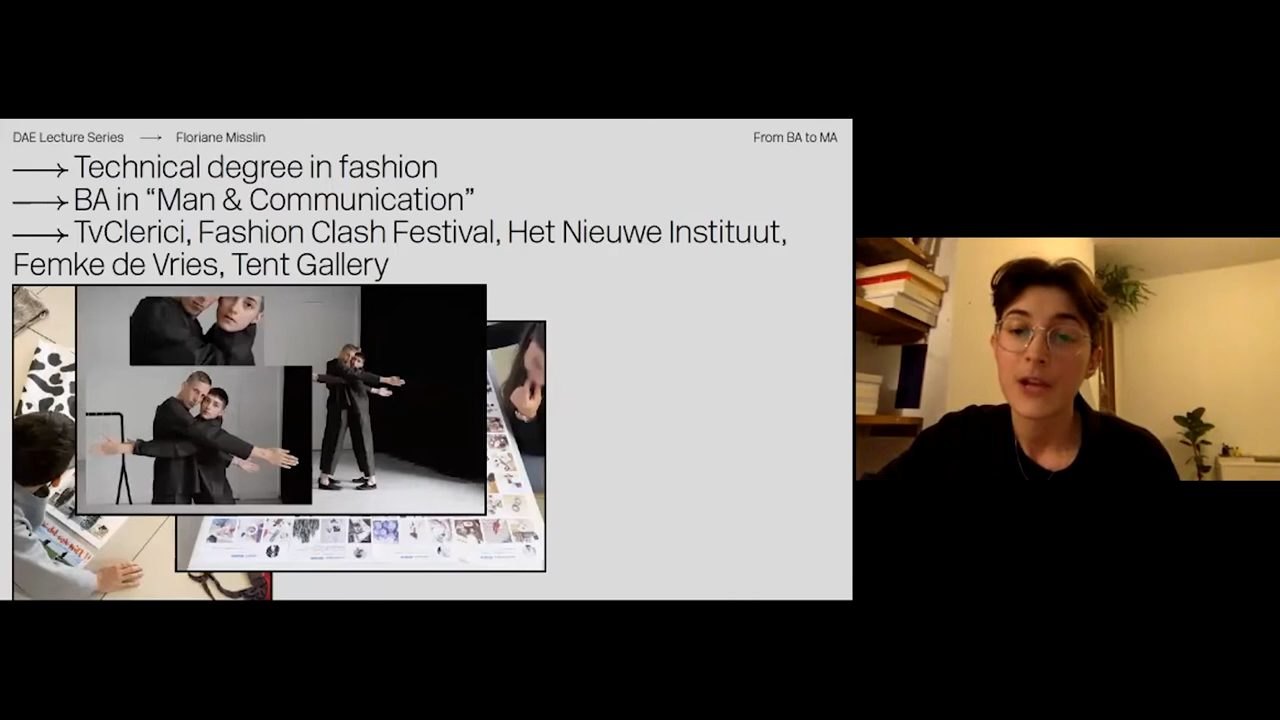 DAE Lecture Series ⟶ Floriane Misslin From BA to MA
⟶ Technical degree in fashion
⟶ BA in “Man & Communication”
⟶ TvClerici, Fashion Clash Festival, Het Nieuwe Instituut,
Femke de Vries, Tent Gallery